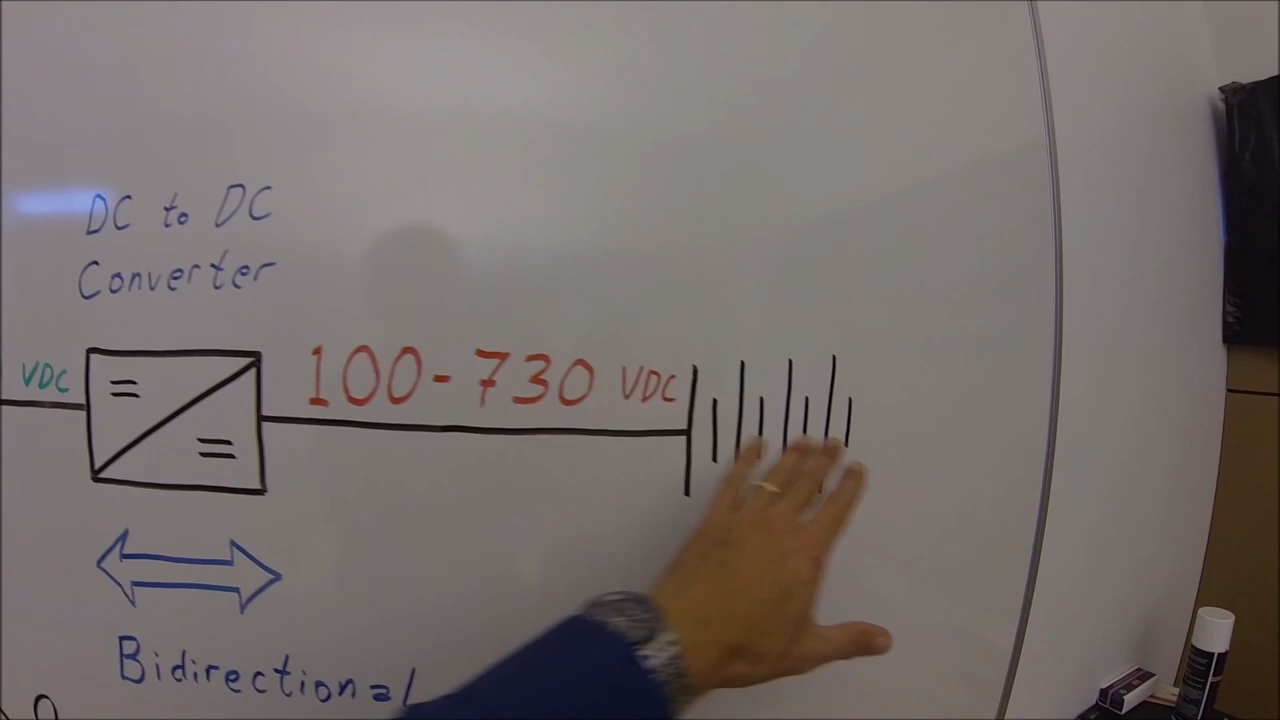 DC to DC
Converter
VDC
100-730 VDC
Bidirectional